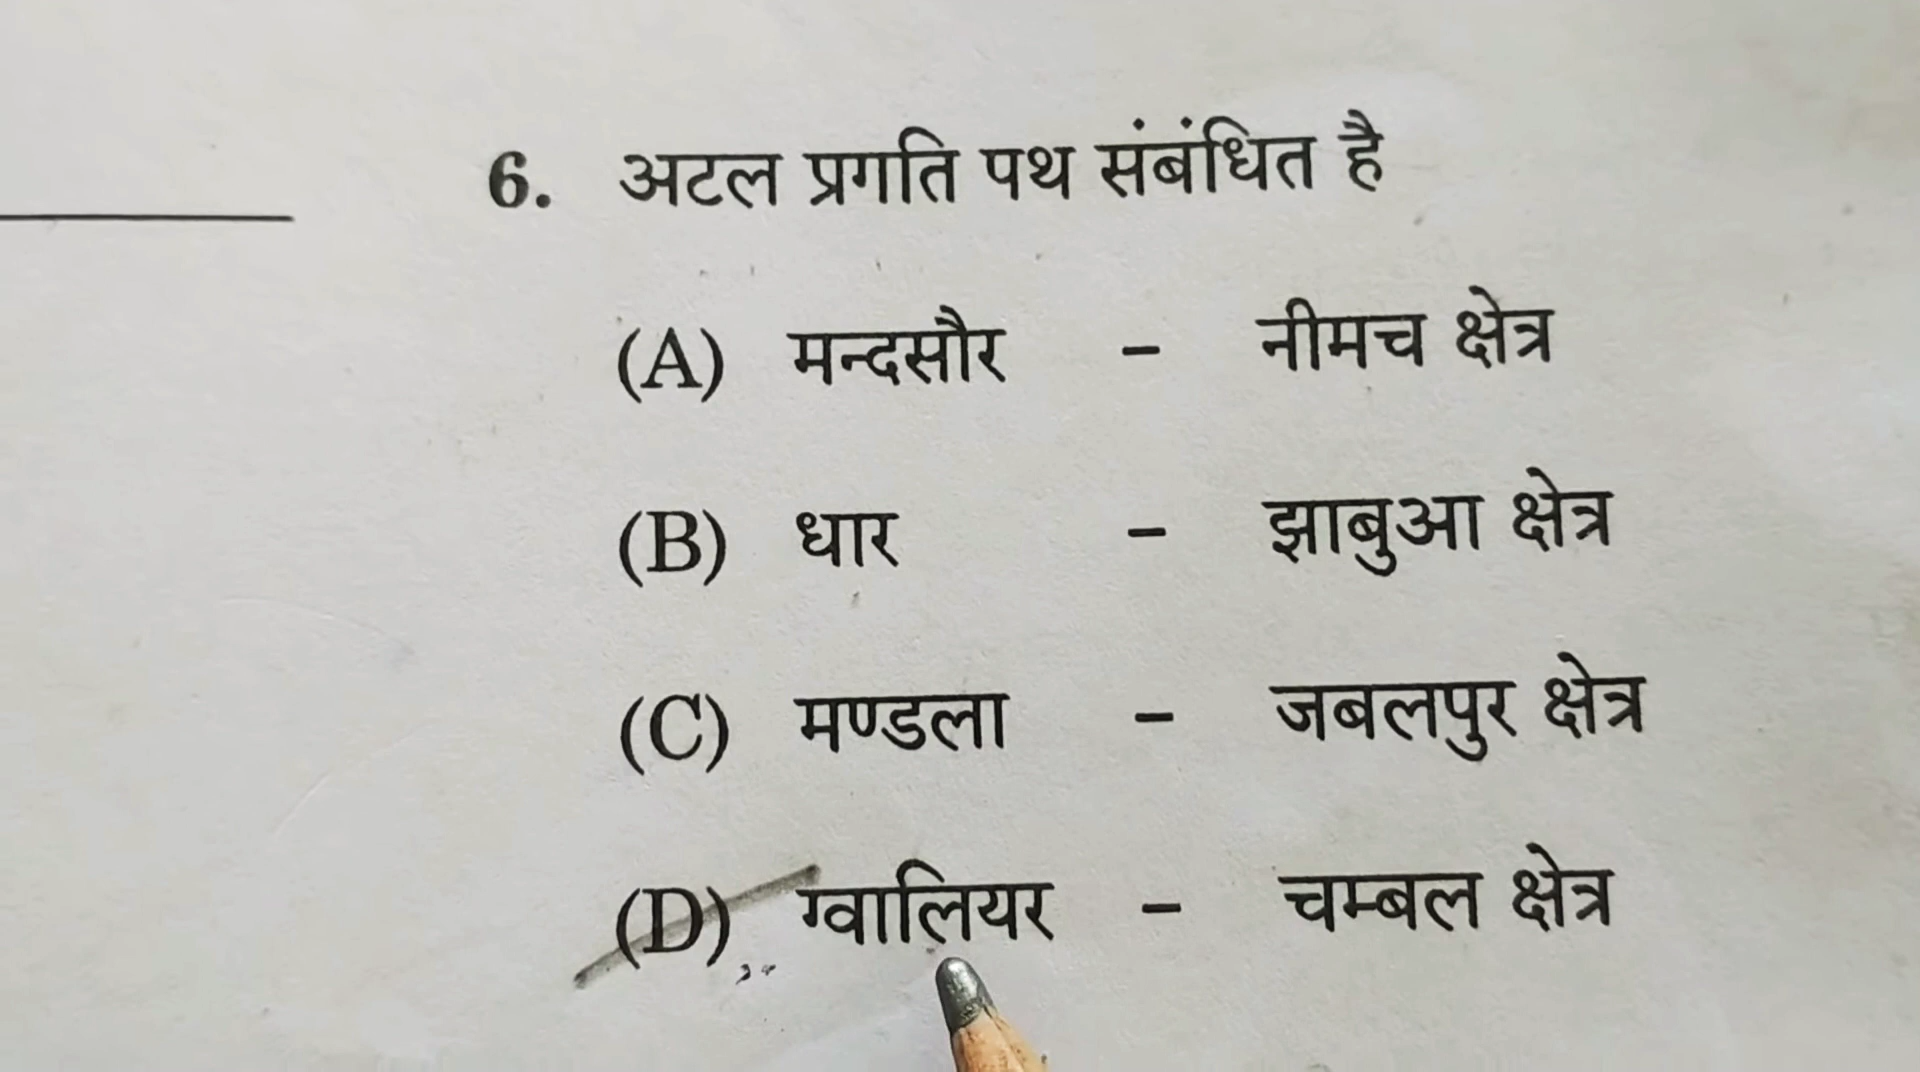 6. अटल प्रगति पथ संबंधित है
(A) मन्दसौर - नीमच क्षेत्र
(B) धार - झाबुआ क्षेत्र
(C) मण्डला - जबलपुर क्षेत्र
(D) ग्वालियर - चम्बल क्षेत्र